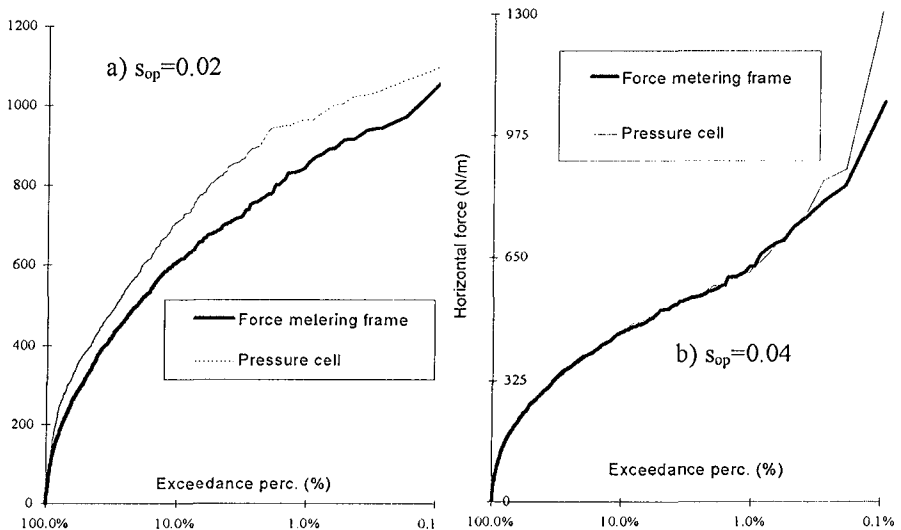 1200
1000
800
600
400
200
0
a) sop=0.02
Force metering frame
Pressure cell
Exceedance perc. (%)
100.0%
10.0%
1.0%
0.1
1300
975
650
325
0
Horizontal force (N/m)
Force metering frame
Pressure cell
b) sop=0.04
Exceedance perc. (%)
100.0%
10.0%
1.0%
0.1%